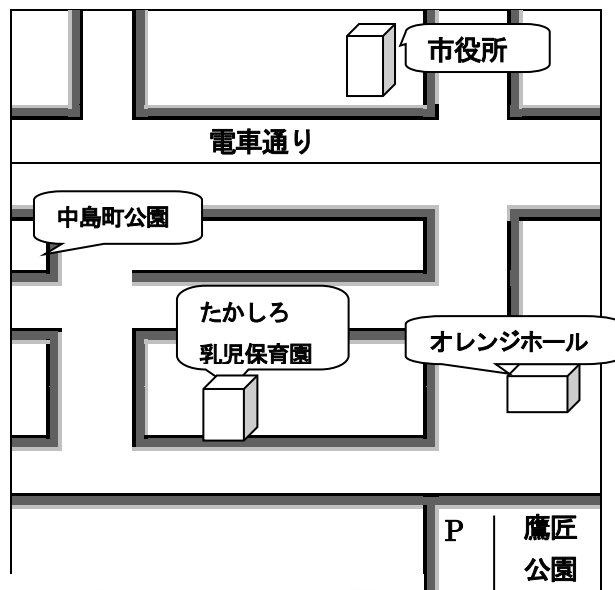 市役所
電車通り
中島町公園
たかしろ
乳児保育園
オレンジホール
P
鷹匠
公園